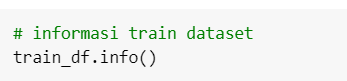 # informasi train dataset
train_df.info()